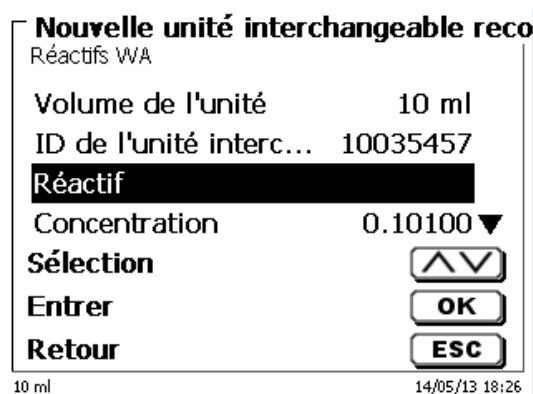 Nouvelle unité interchangeable reco
Réactifs WA
Volume de l'unité 10 ml
ID de l'unité interc... 10035457
Réactif
Concentration 0.10100▼
Sélection
Entrer OK
Retour ESC
10 ml 14/05/13 18:26